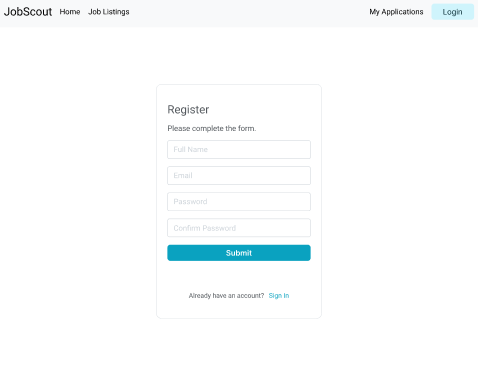 JobScout Home Job Listings My Applications Login
Register
Please complete the form.
Full Name
Email
Password
Confirm Password
Submit
Already have an account? Sign In